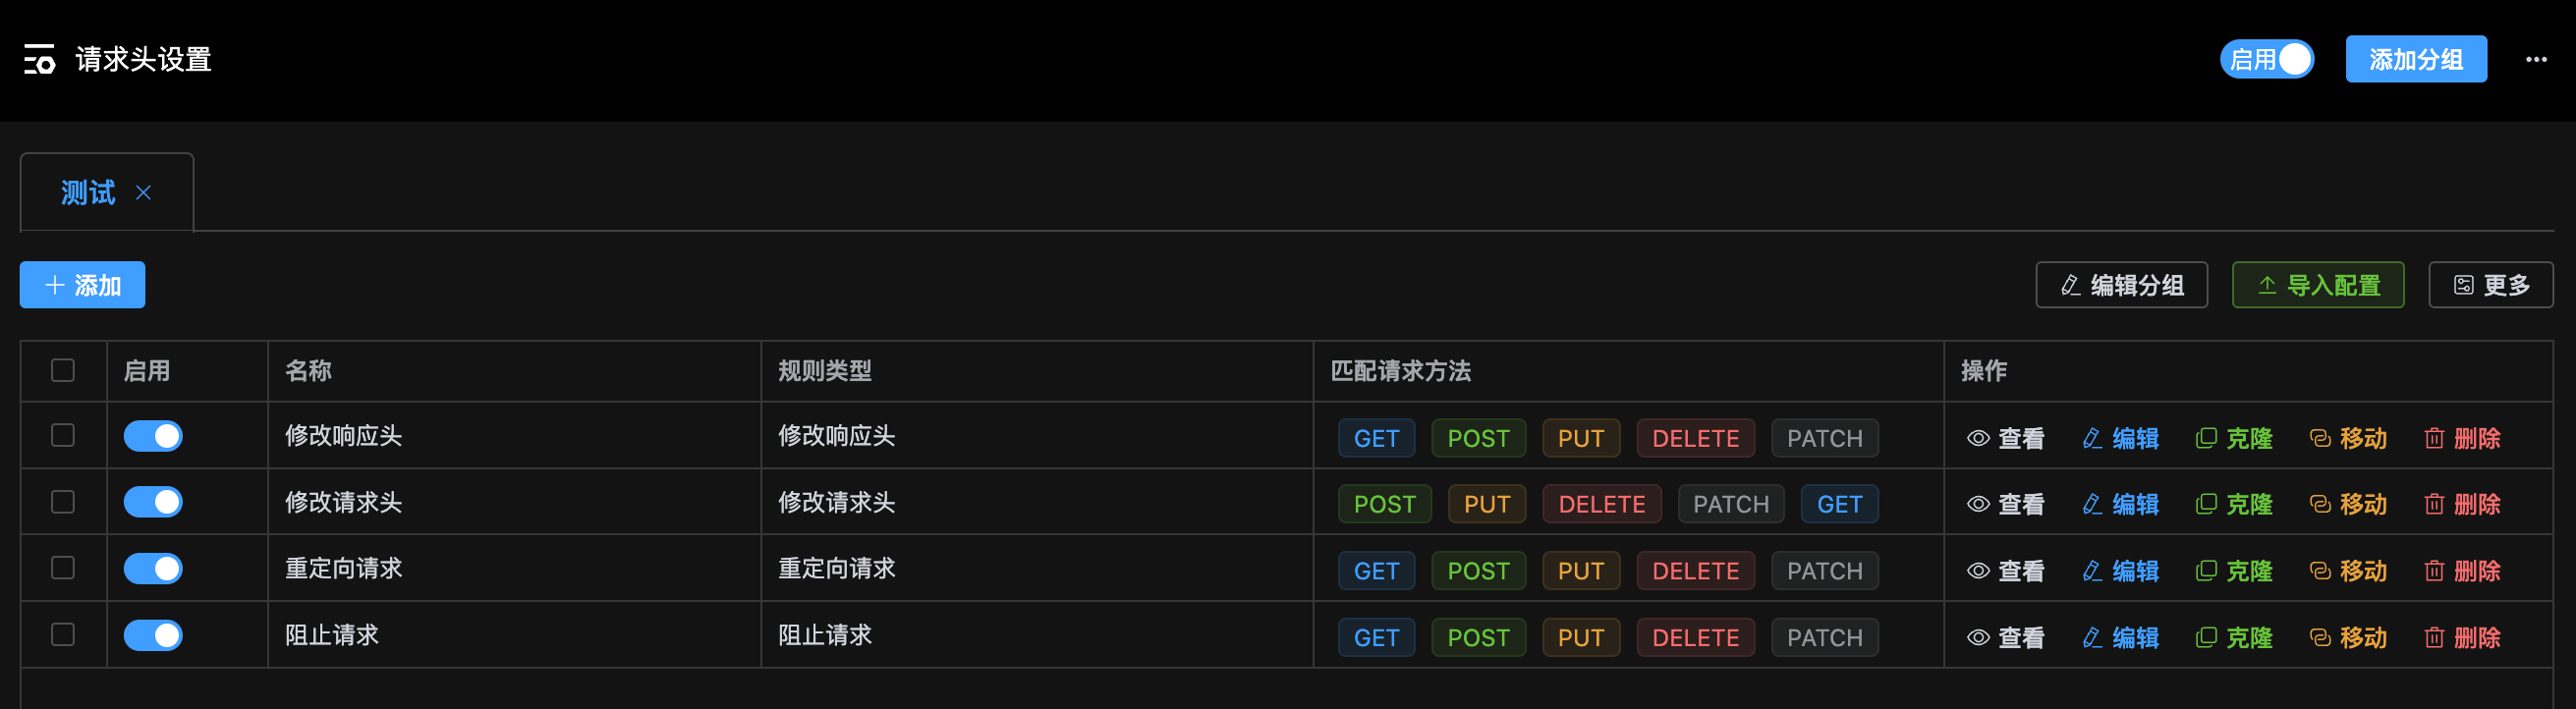 请求头设置 启用 添加分组
测试
添加 编辑分组 导入配置 更多
启用 名称 规则类型 匹配请求方法 操作
修改响应头 修改响应头 GET POST PUT DELETE PATCH 查看 编辑 克隆 移动 删除
修改请求头 修改请求头 POST PUT DELETE PATCH GET 查看 编辑 克隆 移动 删除
重定向请求 重定向请求 GET POST PUT DELETE PATCH 查看 编辑 克隆 移动 删除
阻止请求 阻止请求 GET POST PUT DELETE PATCH 查看 编辑 克隆 移动 删除